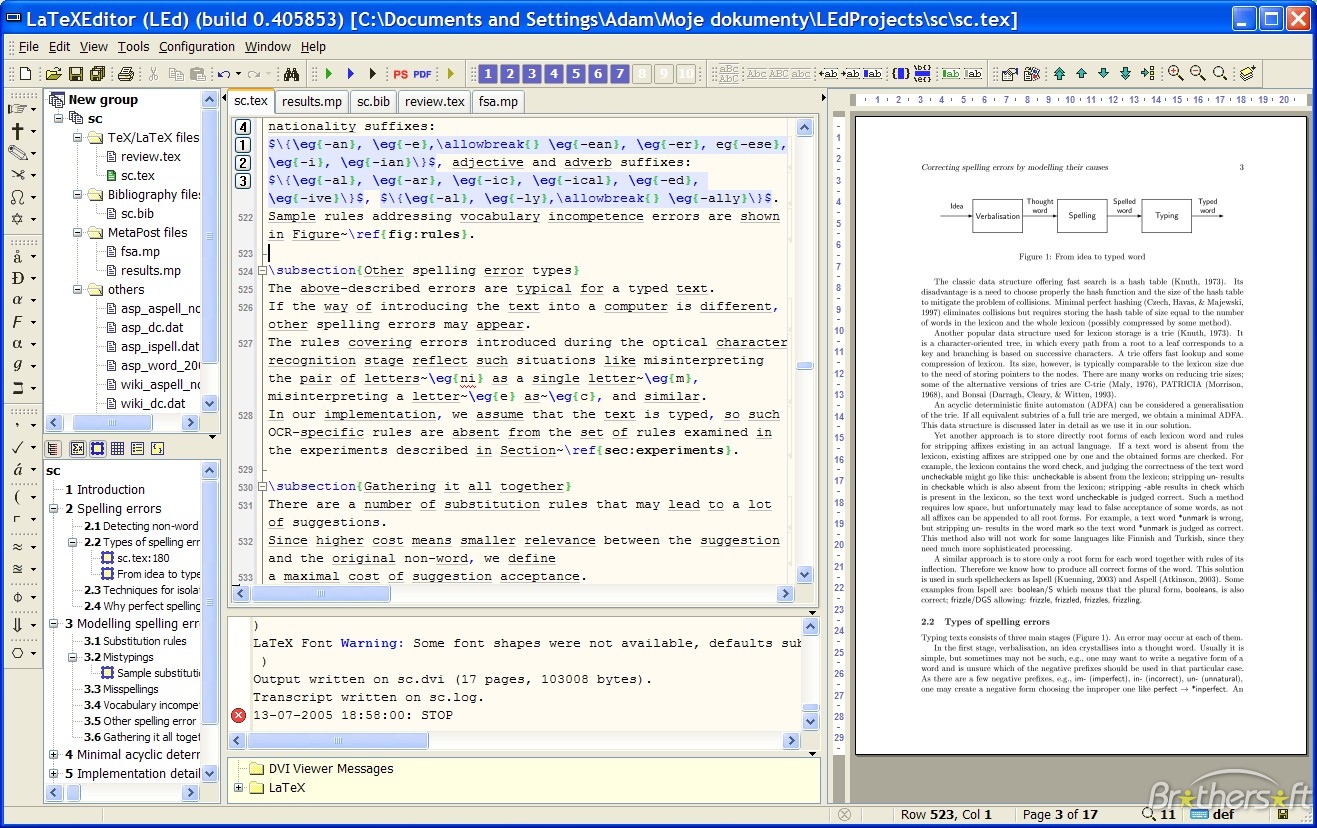 LaTeXEditor (LEd) (build 0.405853) [C:\Documents and Settings\Adam\Moje dokumenty\LEdProjects\sc\sc.tex]
File Edit View Tools Configuration Window Help
PS PDF 1 2 3 4 5 6 7 8 9 10
New group
sc
TeX/LaTeX files
review.tex
sc.tex
Bibliography files
sc.bib
MetaPost files
fsa.mp
results.mp
others
asp_aspell_no
asp_dc.dat
asp_ispell.dat
asp_word_200
wiki_aspell_no
wiki_dc.dat
sc
1 Introduction
2 Spelling errors
2.1 Detecting non-word
2.2 Types of spelling err
sc.tex:180
From idea to type
2.3 Techniques for isola
2.4 Why perfect spelling
3 Modelling spelling err
3.1 Substitution rules
3.2 Mistypings
Sample substituti
3.3 Misspellings
3.4 Vocabulary incompet
3.5 Other spelling error
3.6 Gathering it all toget
4 Minimal acyclic deterr
5 Implementation detail
sc.tex results.mp sc.bib review.tex fsa.mp
4 nationality suffixes:
1 $\{\eg{-an}, \eg{-e},\allowbreak{} \eg{-ean}, \eg{-er}, eg{-ese},
2 \eg{-i}, \eg{-ian}\}$, adjective and adverb suffixes:
3 $\{\eg{-al}, \eg{-ar}, \eg{-ic}, \eg{-ical}, \eg{-ed},
\eg{-ive}\}$, $\{\eg{-al}, \eg{-ly},\allowbreak{} \eg{-ally}\}$.
522 Sample rules addressing vocabulary incompetence errors are shown
in Figure~\ref{fig:rules}.
523
524 \subsection{Other spelling error types}
525 The above-described errors are typical for a typed text.
526 If the way of introducing the text into a computer is different,
other spelling errors may appear.
527 The rules covering errors introduced during the optical character
recognition stage reflect such situations like misinterpreting
the pair of letters~\eg{ni} as a single letter~\eg{m},
misinterpreting a letter~\eg{e} as~\eg{c}, and similar.
528 In our implementation, we assume that the text is typed, so such
OCR-specific rules are absent from the set of rules examined in
the experiments described in Section~\ref{sec:experiments}.
529
530 \subsection{Gathering it all together}
531 There are a number of substitution rules that may lead to a lot
of suggestions.
532 Since higher cost means smaller relevance between the suggestion
and the original non-word, we define
533 a maximal cost of suggestion acceptance.
)
LaTeX Font Warning: Some font shapes were not available, defaults sub
)
Output written on sc.dvi (17 pages, 103008 bytes).
Transcript written on sc.log.
13-07-2005 18:58:00: STOP
DVI Viewer Messages
LaTeX
1 2 3 4 5 6 7 8 9 10 11 12 13 14 15 16 17 18 19 20
Correcting spelling errors by modelling their causes 3
Idea Verbalisation Thought word Spelling Spelled word Typing Typed word
Figure 1: From idea to typed word
The classic data structure offering fast search is a hash table (Knuth, 1973). Its
disadvantage is a need to choose properly the hash function and the size of the hash table
to mitigate the problem of collisions. Minimal perfect hashing (Czech, Havas, & Majewski,
1997) eliminates collisions but requires storing the hash table of size equal to the number
of words in the lexicon and the whole lexicon (possibly compressed by some method).
Another popular data structure used for lexicon storage is a trie (Knuth, 1973). It
is a character-oriented tree, in which every path from a root to a leaf corresponds to a
key and branching is based on successive characters. A trie offers fast lookup and some
compression of lexicon. Its size, however, is typically comparable to the lexicon size due
to the need of storing pointers to the nodes. There are many works on reducing trie sizes;
some of the alternative versions of tries are C-trie (Maly, 1976), PATRICIA (Morrison,
1968), and Bonsai (Darragh, Cleary, & Witten, 1993).
An acyclic deterministic finite automaton (ADFA) can be considered a generalisation
of the trie. If all equivalent subtries of a full trie are merged, we obtain a minimal ADFA.
This data structure is discussed later in detail as we use it in our solution.
Yet another approach is to store directly root forms of each lexicon word and rules
for stripping affixes existing in an actual language. If a text word is absent from the
lexicon, existing affixes are stripped one by one and the obtained forms are checked. For
example, the lexicon contains the word check, and judging the correctness of the text word
uncheckable might go like this: uncheckable is absent from the lexicon; stripping un- results
in checkable which is also absent from the lexicon; stripping -able results in check which
is present in the lexicon, so the text word uncheckable is judged correct. Such a method
requires low space, but unfortunately may lead to false acceptance of some words, as not
all affixes can be appended to all root forms. For example, a text word *unmark is wrong,
but stripping un- results in the word mark so the text word *unmark is judged as correct.
This method also will not work for some languages like Finnish and Turkish, since they
need much more sophisticated processing.
A similar approach is to store only a root form for each word together with rules of its
inflection. Therefore we know how to produce all correct forms of the word. This solution
is used in such spellcheckers as Ispell (Kuenning, 2003) and Aspell (Atkinson, 2003). Some
examples from Ispell are: boolean/S which means that the plural form, booleans, is also
correct; frizzle/DGS allowing: frizzle, frizzled, frizzles, frizzling.
2.2 Types of spelling errors
Typing texts consists of three main stages (Figure 1). An error may occur at each of them.
In the first stage, verbalisation, an idea crystallises into a thought word. Usually it is
simple, but sometimes may not be such, e.g., one may want to write a negative form of a
word and is unsure which of the negative prefixes should be used in that particular case.
As there are a few negative prefixes, e.g., im- (imperfect), in- (incorrect), un- (unnatural),
one may create a negative form choosing the improper one like perfect → *inperfect. An
Row 523, Col 1 Page 3 of 17 11 def
Brothersoft